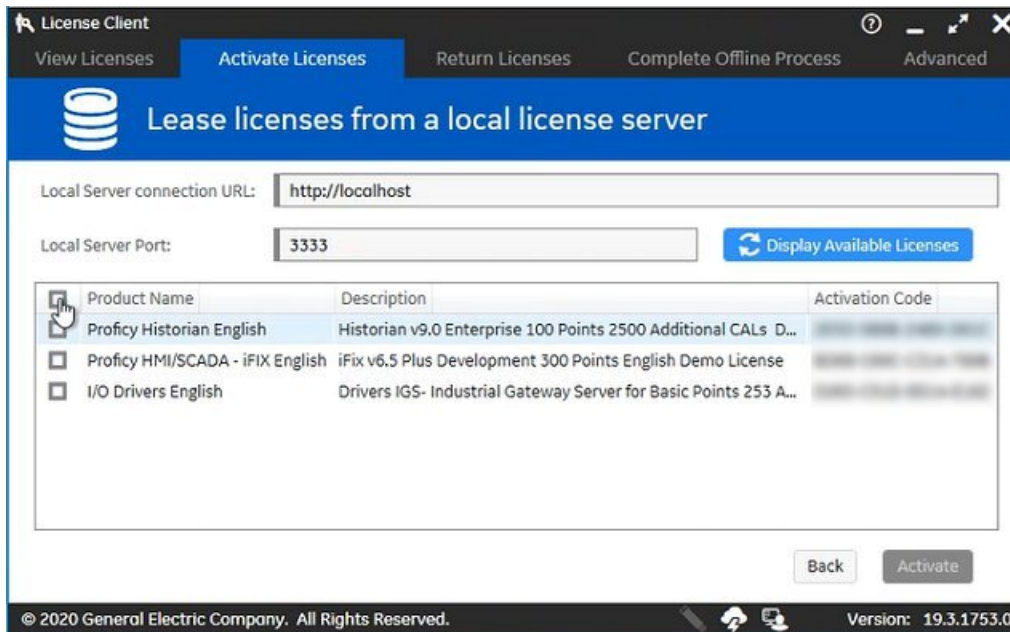 License Client
View Licenses Activate Licenses Return Licenses Complete Offline Process Advanced
Lease licenses from a local license server
Local Server connection URL: http://localhost
Local Server Port: 3333 Display Available Licenses
Product Name Description Activation Code
Proficy Historian English Historian v9.0 Enterprise 100 Points 2500 Additional CALs D...
Proficy HMI/SCADA - iFIX English iFix v6.5 Plus Development 300 Points English Demo License
I/O Drivers English Drivers IGS- Industrial Gateway Server for Basic Points 253 A...
Back Activate
© 2020 General Electric Company. All Rights Reserved. Version: 19.3.1753.0